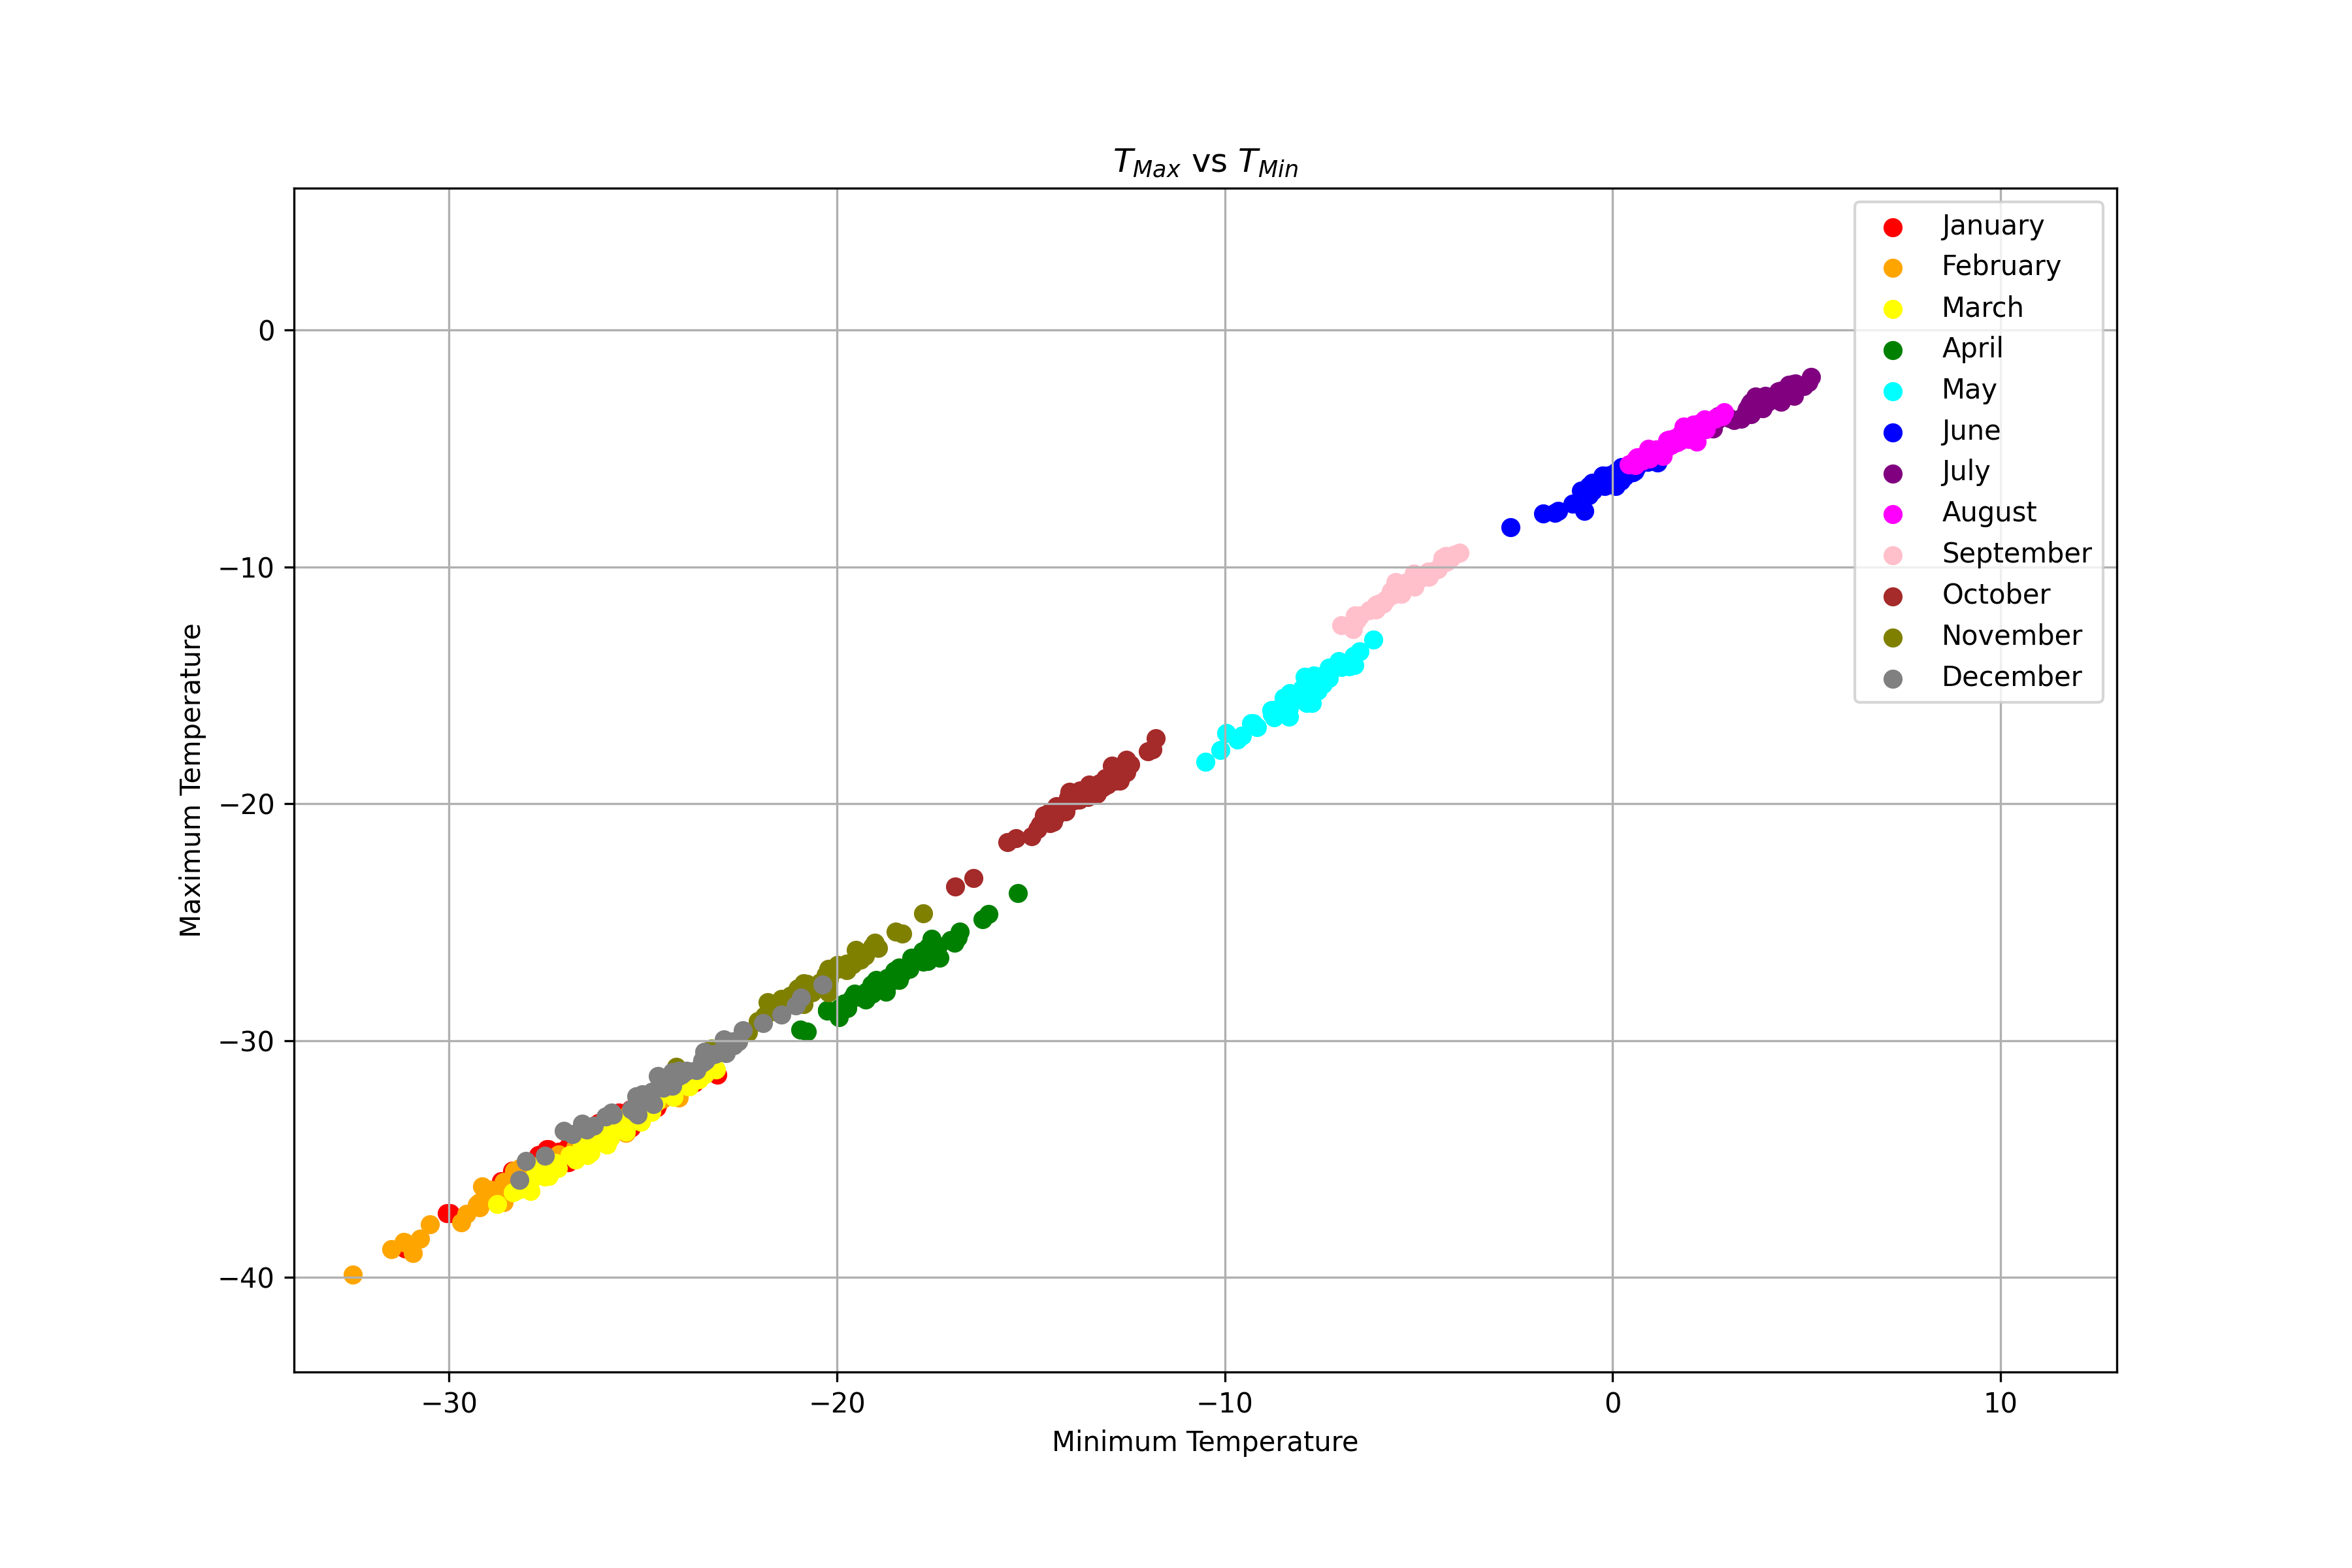 T_Max vs T_Min
January
February
March
April
May
June
July
August
September
October
November
December
Maximum Temperature
0
−10
−20
−30
−40
−30
−20
−10
0
10
Minimum Temperature